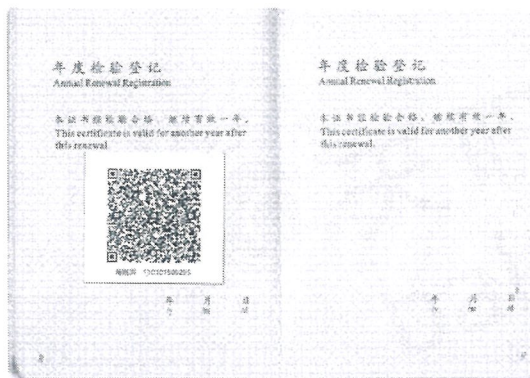 年度检验登记
Annual Renewal Registration
本证书经检验合格，继续有效一年。
This certificate is valid for another year after
this renewal.
年 月 日
年度检验登记
Annual Renewal Registration
本证书经检验合格，继续有效一年。
This certificate is valid for another year after
this renewal.
年 月 日